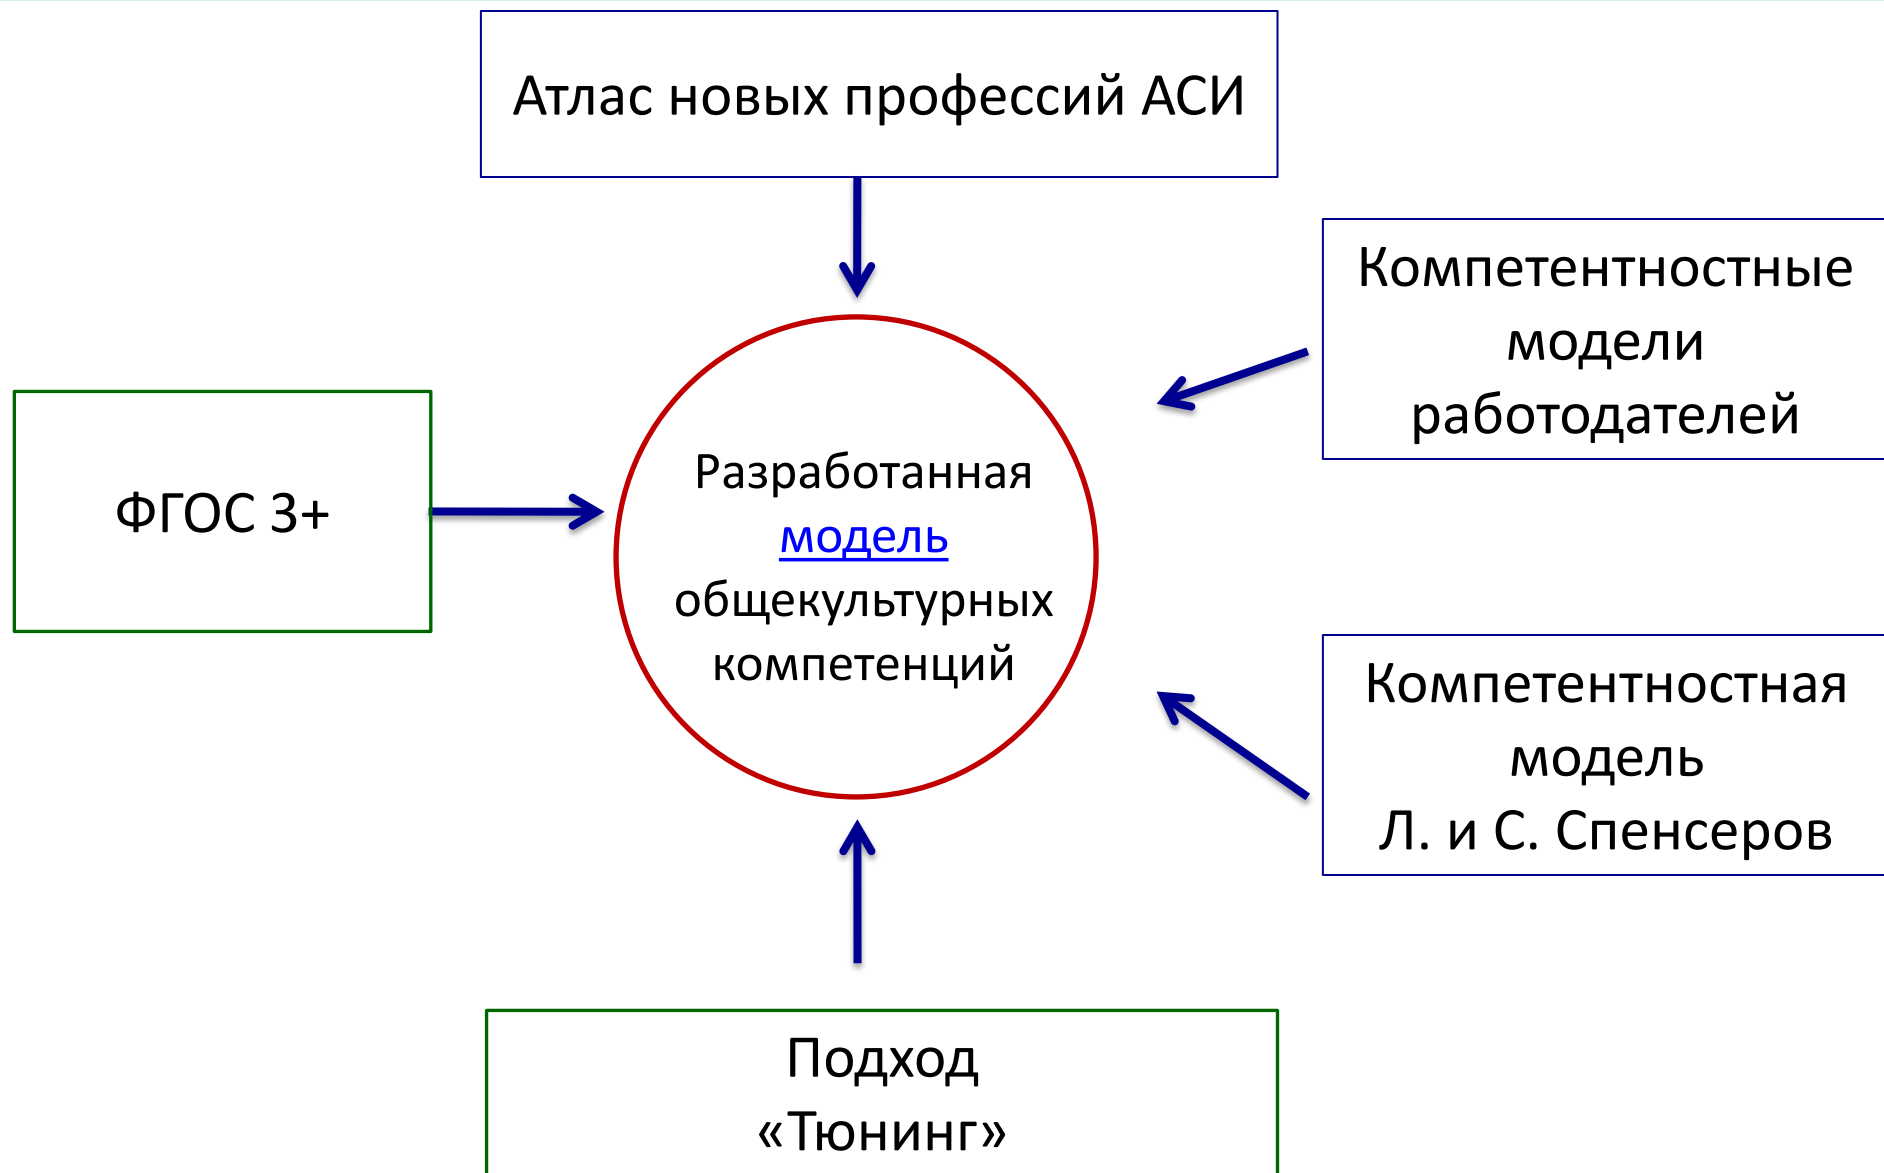 Атлас новых профессий АСИ
Компетентностные
модели
работодателей
ФГОС 3+
Разработанная
модель
общекультурных
компетенций
Компетентностная
модель
Л. и С. Спенсеров
Подход
«Тюнинг»